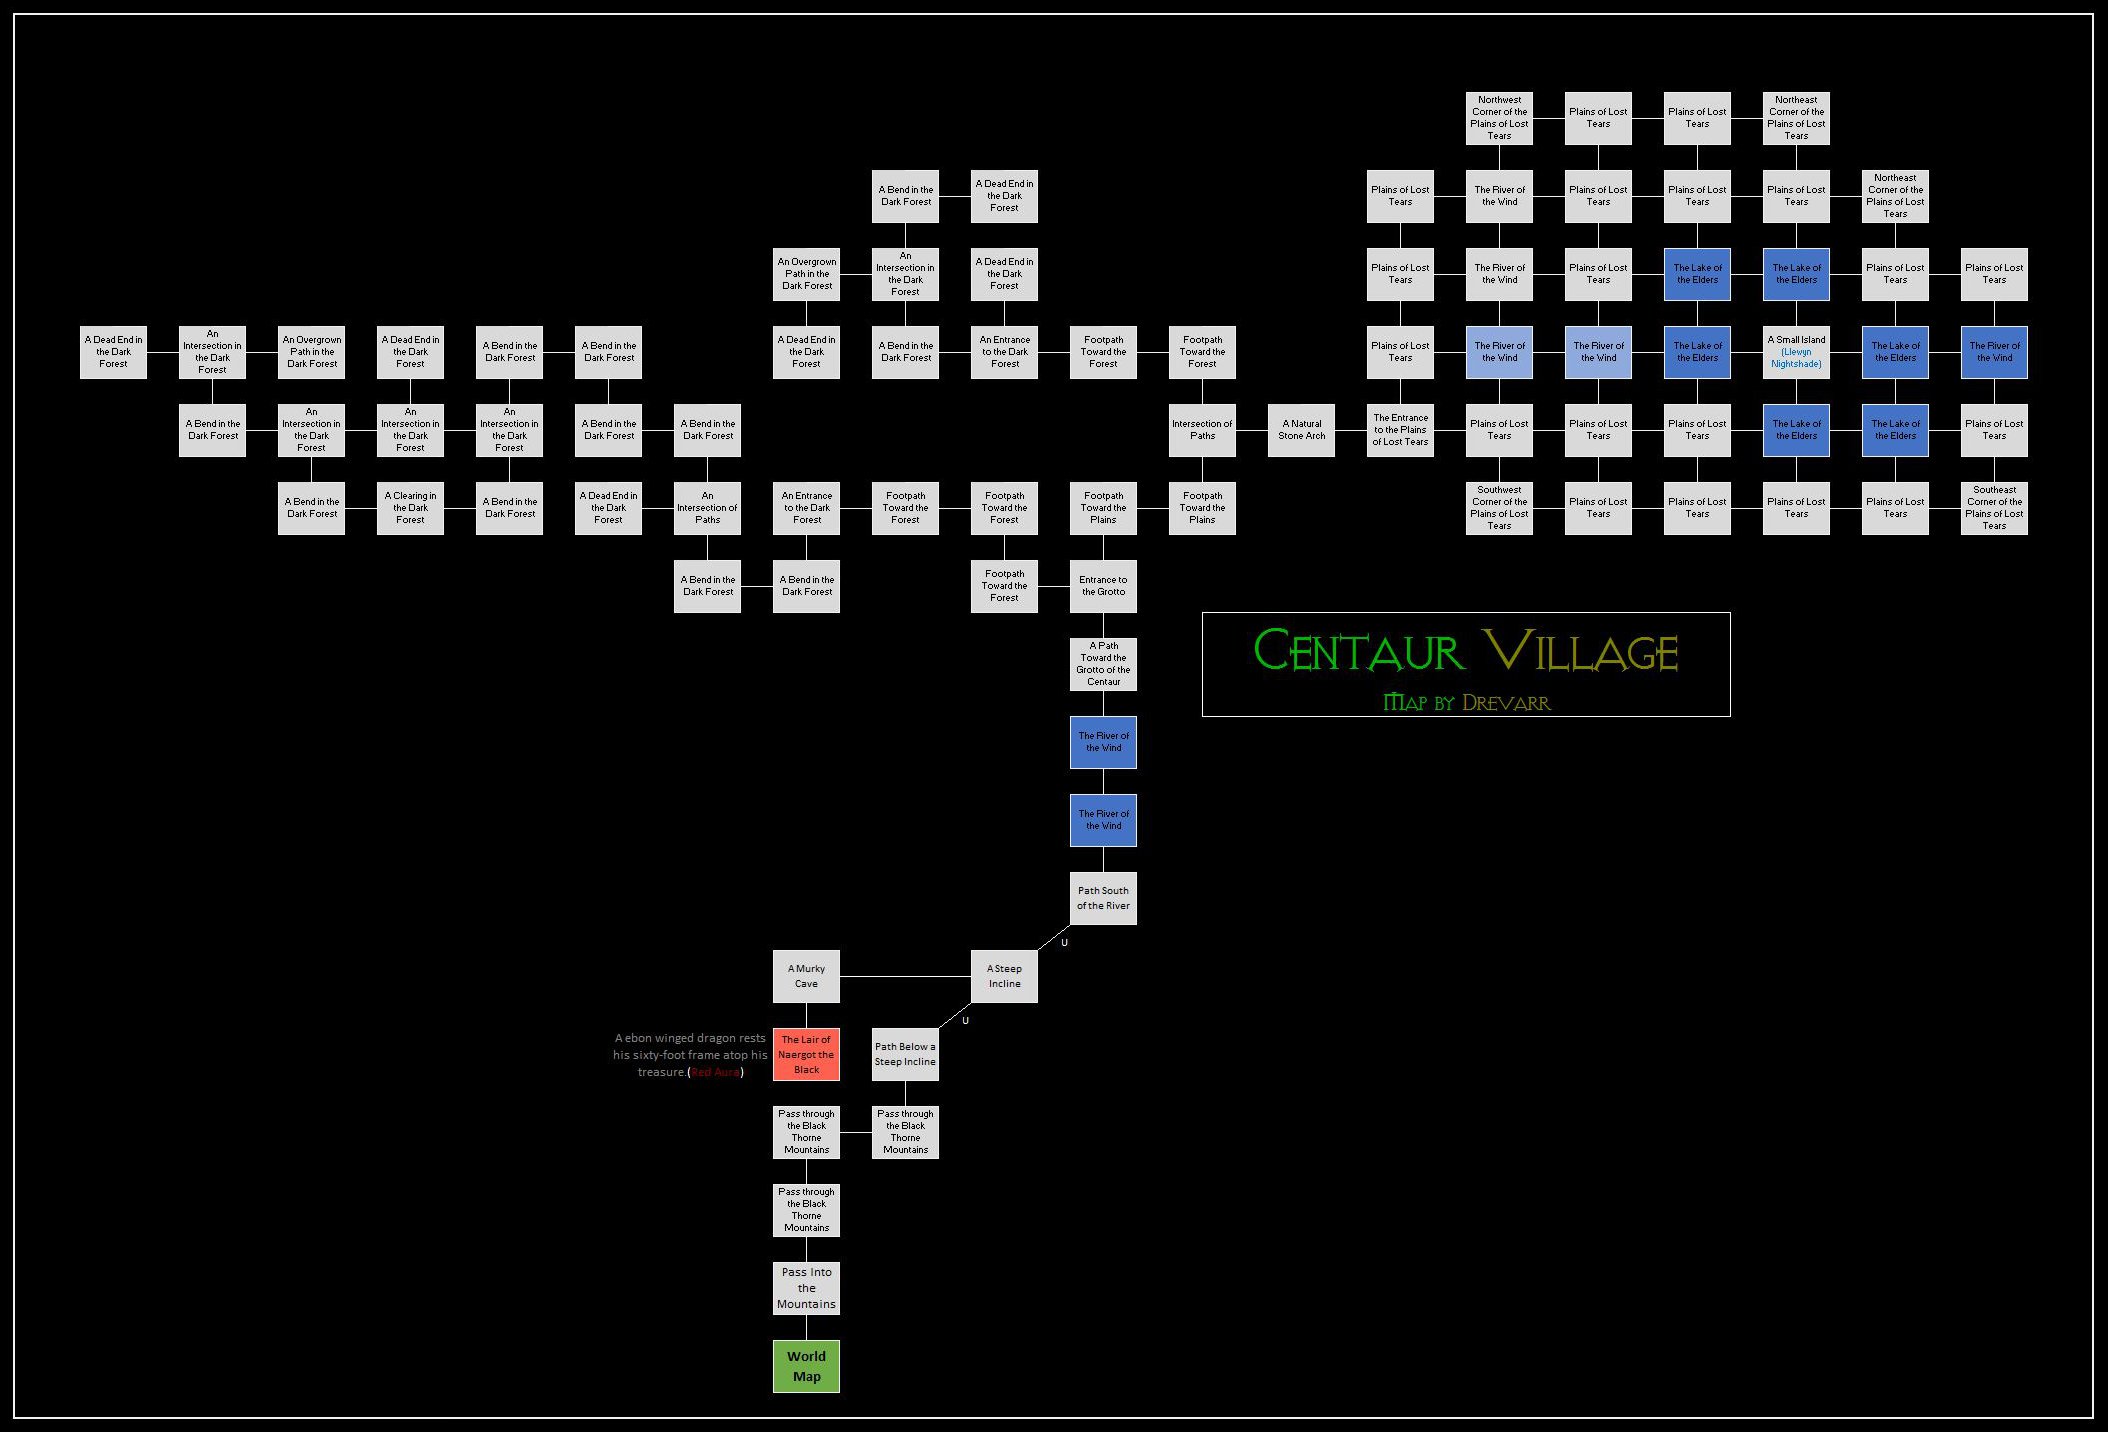 Northwest
Corner of the
Plains of Lost
Tears
Plains of Lost
Tears
Plains of Lost
Tears
Northeast
Corner of the
Plains of Lost
Tears
A Bend in the
Dark Forest
A Dead End in
the Dark
Forest
Plains of Lost
Tears
The River of
the Wind
Plains of Lost
Tears
Plains of Lost
Tears
Plains of Lost
Tears
Northeast
Corner of the
Plains of Lost
Tears
An Overgrown
Path in the
Dark Forest
An
Intersection in
the Dark
Forest
A Dead End in
the Dark
Forest
Plains of Lost
Tears
The River of
the Wind
Plains of Lost
Tears
The Lake of
the Elders
The Lake of
the Elders
Plains of Lost
Tears
Plains of Lost
Tears
A Dead End in
the Dark
Forest
An
Intersection in
the Dark
Forest
An Overgrown
Path in the
Dark Forest
A Dead End in
the Dark
Forest
A Bend in the
Dark Forest
A Bend in the
Dark Forest
A Dead End in
the Dark
Forest
A Bend in the
Dark Forest
An Entrance
to the Dark
Forest
Footpath
Toward the
Forest
Footpath
Toward the
Forest
Plains of Lost
Tears
The River of
the Wind
The River of
the Wind
The Lake of
the Elders
A Small Island
(Llewyn
Nightshade)
The Lake of
the Elders
The River of
the Wind
A Bend in the
Dark Forest
An
Intersection in
the Dark
Forest
An
Intersection in
the Dark
Forest
An
Intersection in
the Dark
Forest
A Bend in the
Dark Forest
A Bend in the
Dark Forest
Intersection of
Paths
A Natural
Stone Arch
The Entrance
to the Plains
of Lost Tears
Plains of Lost
Tears
Plains of Lost
Tears
Plains of Lost
Tears
The Lake of
the Elders
The Lake of
the Elders
Plains of Lost
Tears
A Bend in the
Dark Forest
A Clearing in
the Dark
Forest
A Bend in the
Dark Forest
A Dead End in
the Dark
Forest
An
Intersection of
Paths
An Entrance
to the Dark
Forest
Footpath
Toward the
Forest
Footpath
Toward the
Forest
Footpath
Toward the
Plains
Footpath
Toward the
Plains
Southwest
Corner of the
Plains of Lost
Tears
Plains of Lost
Tears
Plains of Lost
Tears
Plains of Lost
Tears
Plains of Lost
Tears
Southeast
Corner of the
Plains of Lost
Tears
A Bend in the
Dark Forest
A Bend in the
Dark Forest
Footpath
Toward the
Forest
Entrance to
the Grotto
Centaur Village
Map by Drevarr
A Path
Toward the
Grotto of the
Centaur
The River of
the Wind
The River of
the Wind
Path South
of the River
U
A Murky
Cave
A Steep
Incline
U
A ebon winged dragon rests
his sixty-foot frame atop his
treasure.(Red Aura)
The Lair of
Naergot the
Black
Path Below a
Steep Incline
Pass through
the Black
Thorne
Mountains
Pass through
the Black
Thorne
Mountains
Pass through
the Black
Thorne
Mountains
Pass Into
the
Mountains
World
Map